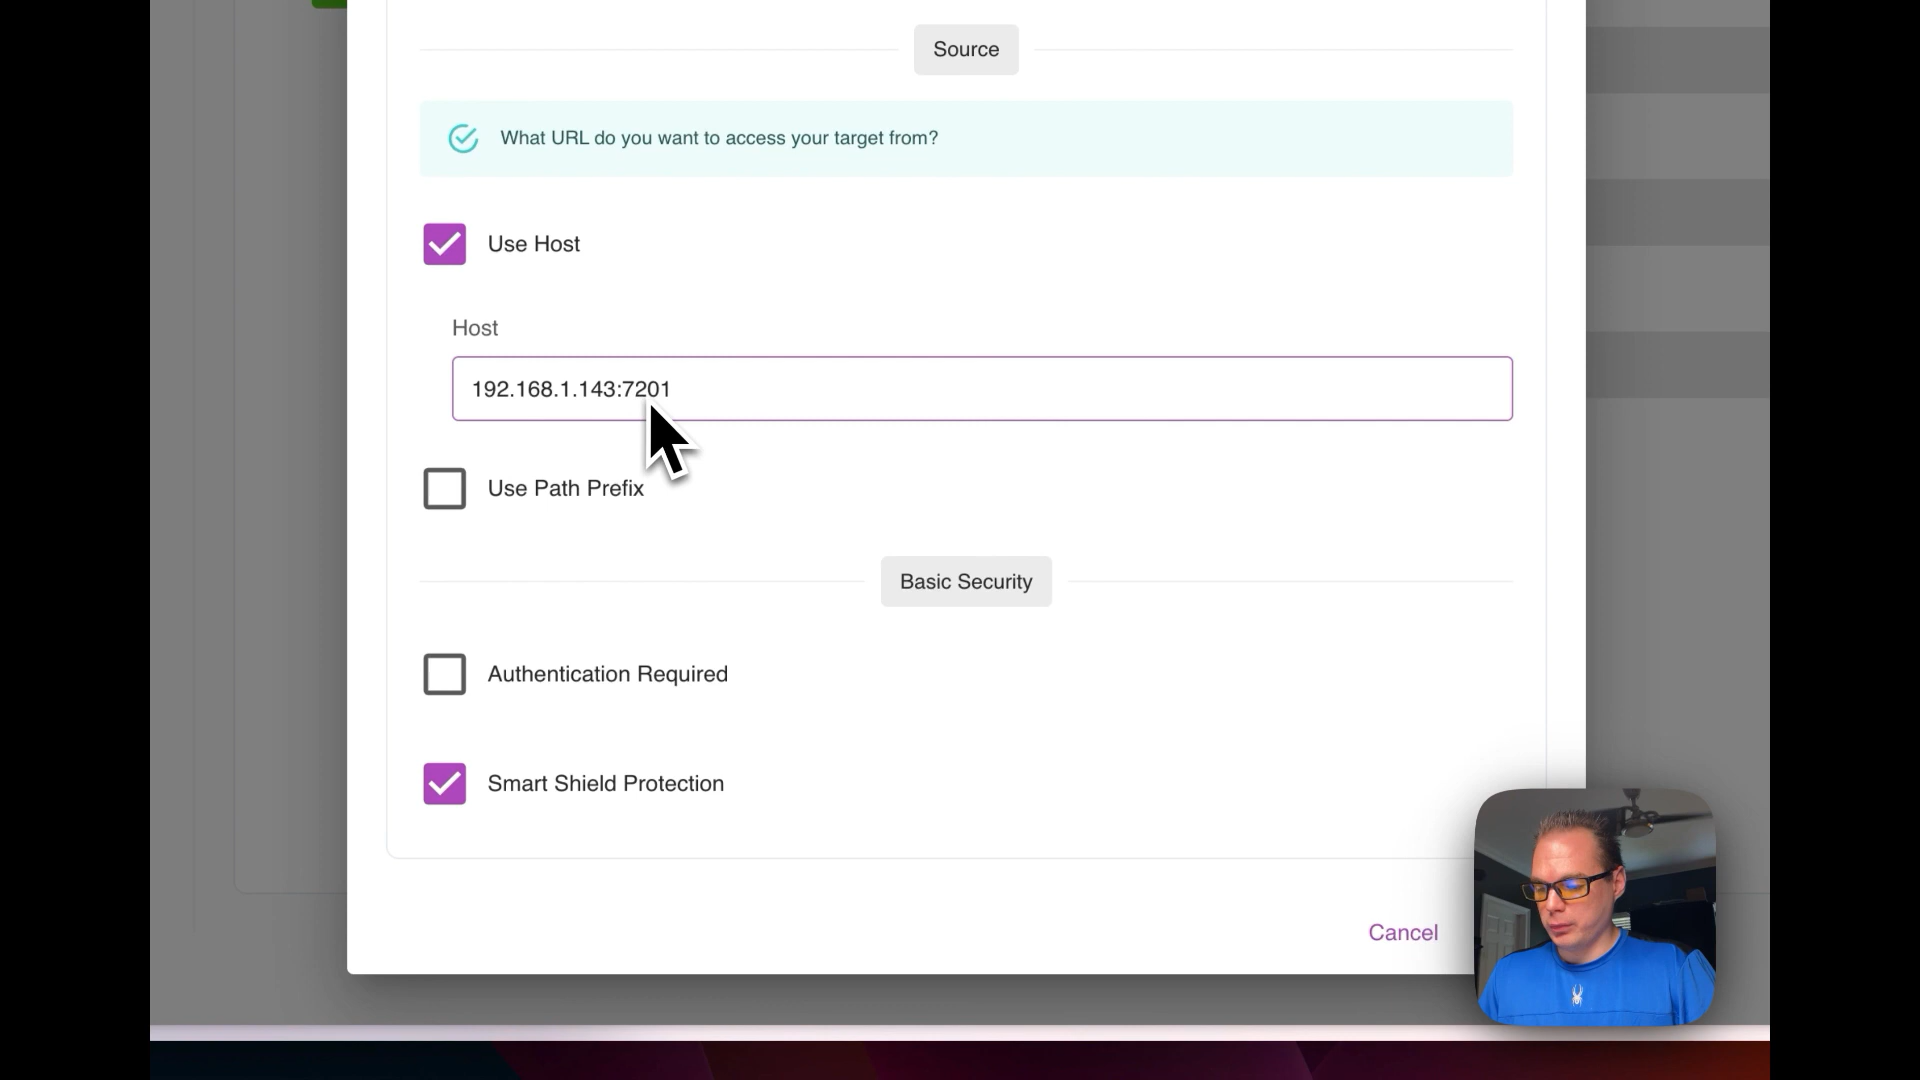 Source
What URL do you want to access your target from?
Use Host
Host
192.168.1.143:7201
Use Path Prefix
Basic Security
Authentication Required
Smart Shield Protection
Cancel